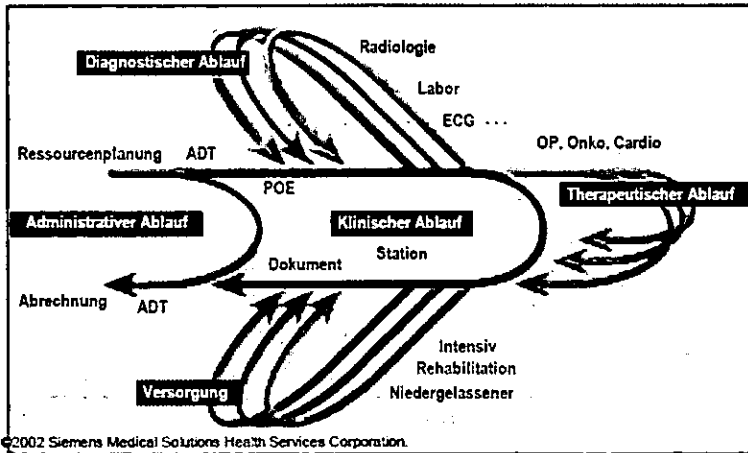 Diagnostischer Ablauf
Radiologie
Labor
ECG ...
Ressourcenplanung
ADT
OP, Onko, Cardio
POE
Therapeutischer Ablauf
Administrativer Ablauf
Klinischer Ablauf
Station
Dokument
Abrechnung
ADT
Intensiv
Rehabilitation
Niedergelassener
Versorgung
©2002 Siemens Medical Solutions Health Services Corporation.